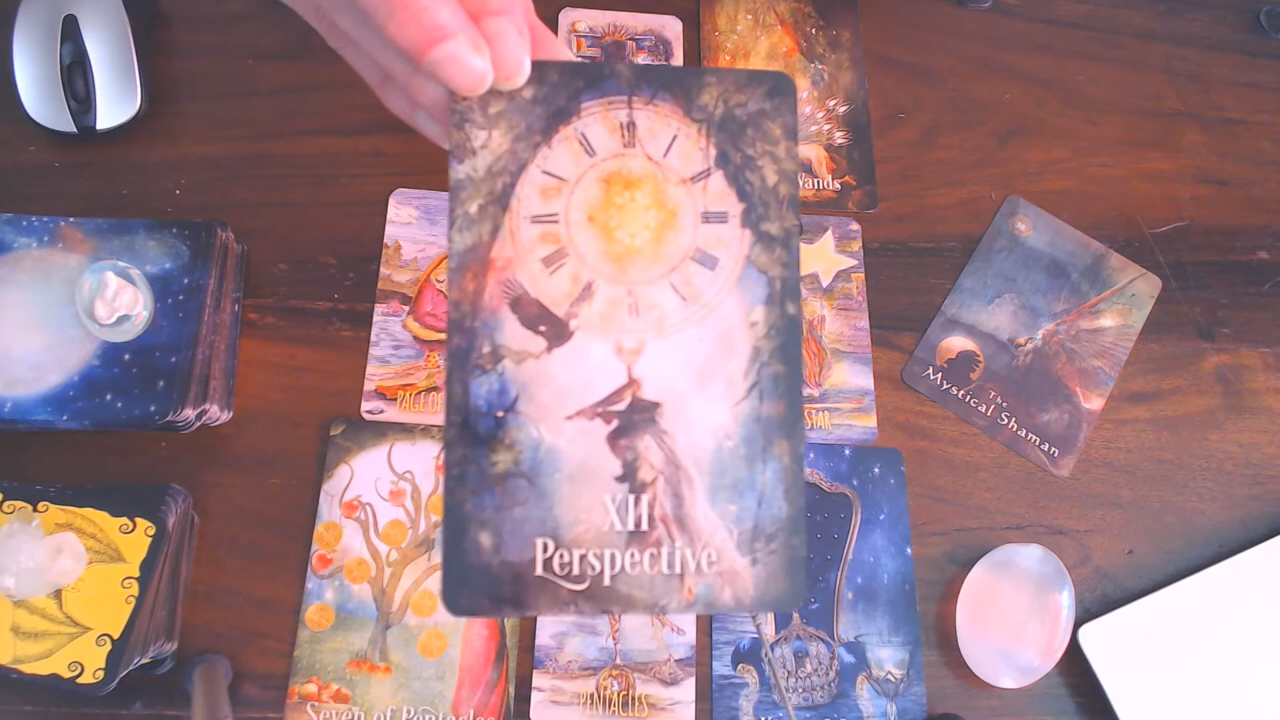 Wands
PAGE OF
STAR
The
Mystical Shaman
XII
Perspective
PENTACLES
Seven of Pentacles